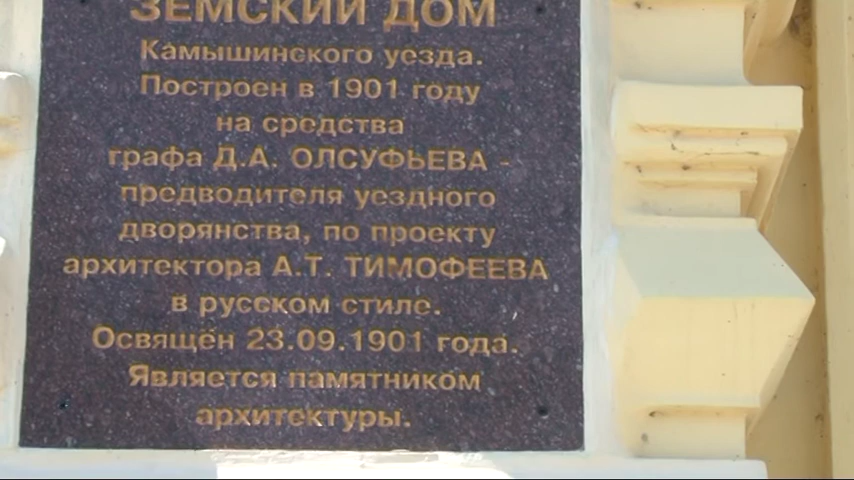 ЗЕМСКИЙ ДОМ
Камышинского уезда.
Построен в 1901 году
на средства
графа Д.А. ОЛСУФЬЕВА -
предводителя уездного
дворянства, по проекту
архитектора А.Т. ТИМОФЕЕВА
в русском стиле.
Освящён 23.09.1901 года.
Является памятником
архитектуры.